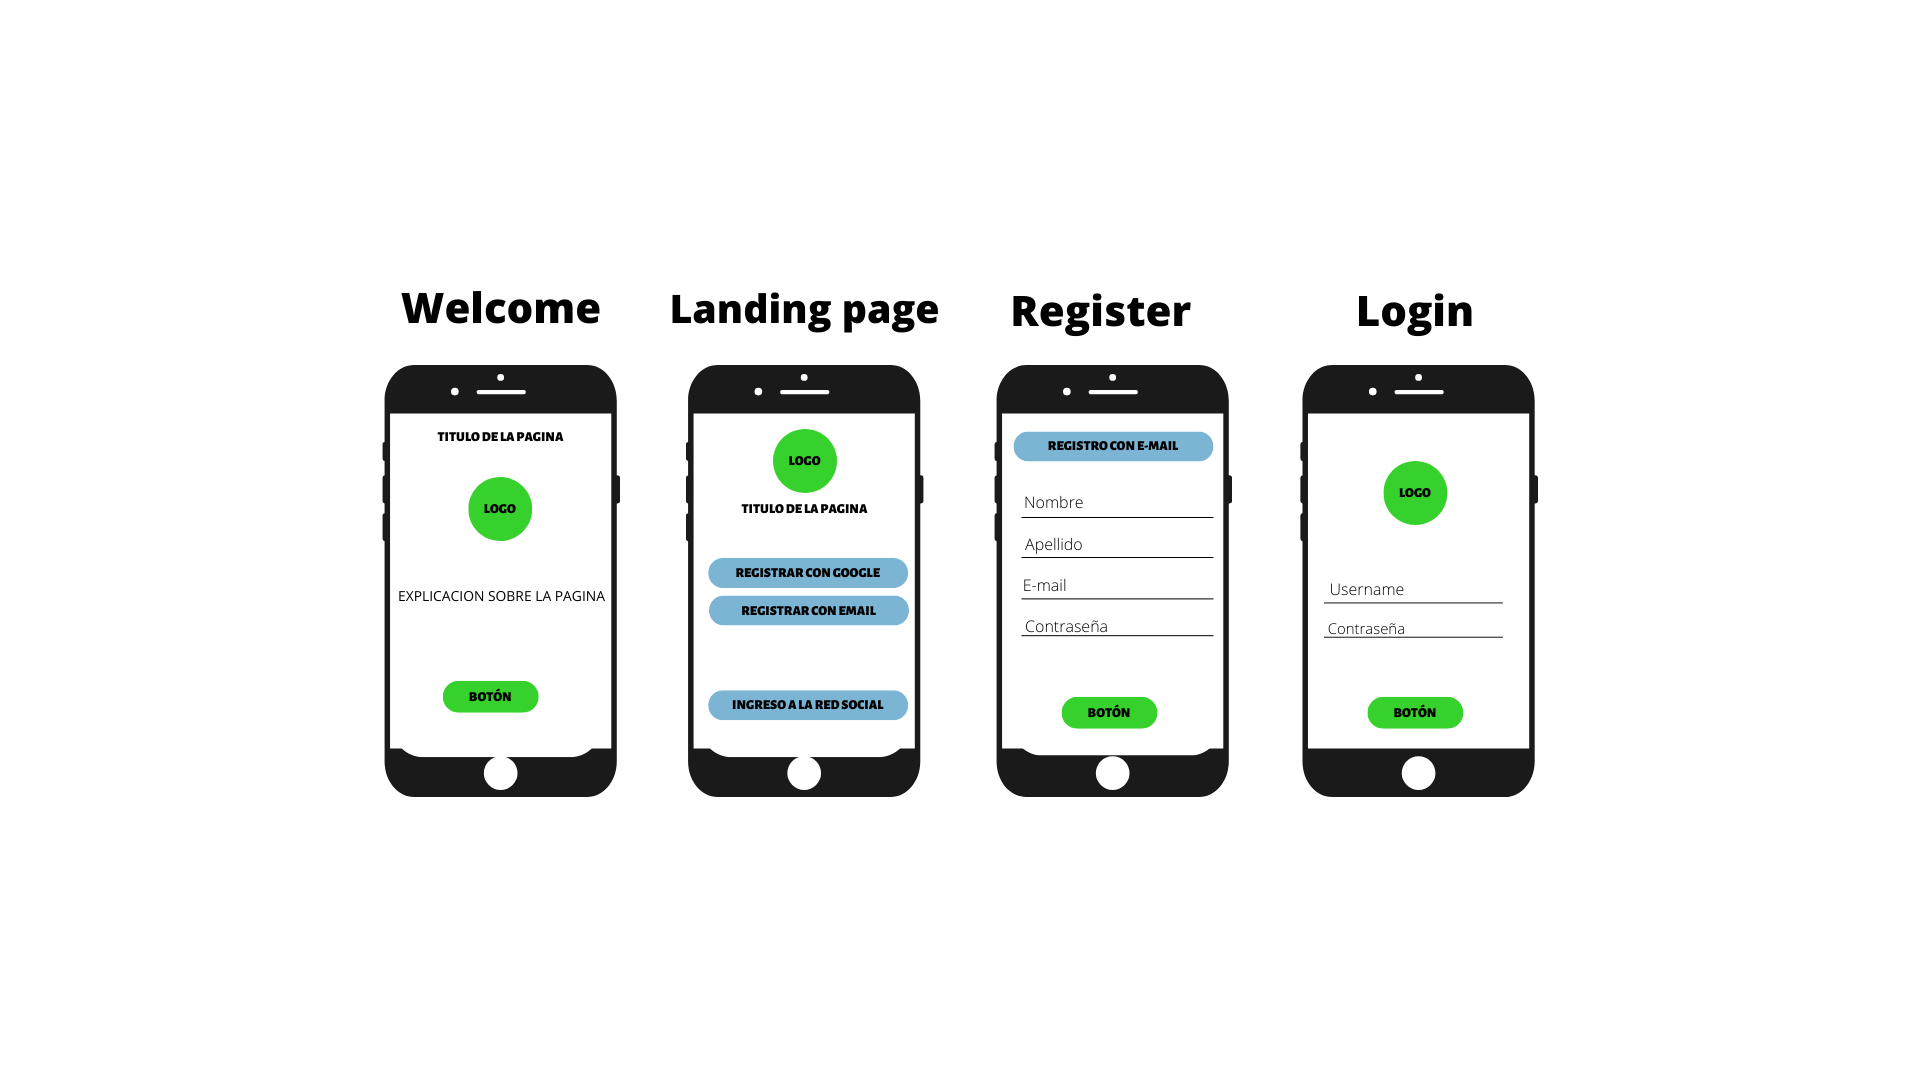 Welcome
TITULO DE LA PAGINA
LOGO
EXPLICACION SOBRE LA PAGINA
BOTÓN
Landing page
LOGO
TITULO DE LA PAGINA
REGISTRAR CON GOOGLE
REGISTRAR CON EMAIL
INGRESO A LA RED SOCIAL
Register
REGISTRO CON E-MAIL
Nombre
Apellido
E-mail
Contraseña
BOTÓN
Login
LOGO
Username
Contraseña
BOTÓN